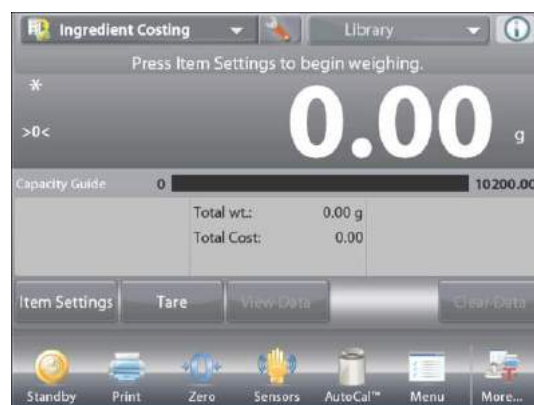 Ingredient Costing Library
Press Item Settings to begin weighing.
*
>0< 0.00 g
Capacity Guide 0 10200.00
Total wt.: 0.00 g
Total Cost: 0.00
Item Settings Tare View Data Clear Data
Standby Print Zero Sensors AutoCal™ Menu More...